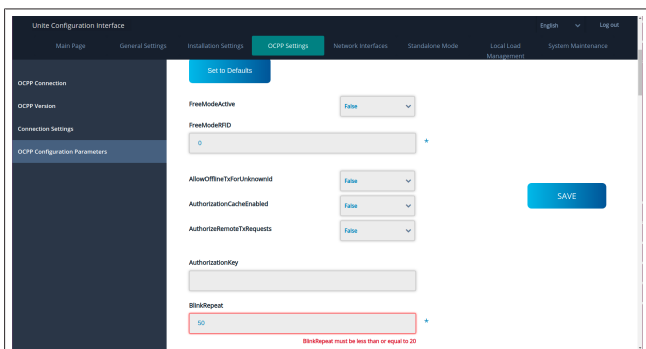 Unite Configuration Interface
English
Log out
Main Page
General Settings
Installation Settings
OCPP Settings
Network Interfaces
Standalone Mode
Local Load
Management
System Maintenance
OCPP Connection
OCPP Version
Connection Settings
OCPP Configuration Parameters
Set to Defaults
FreeModeActive
False
FreeModeRFID
0
*
AllowOfflineTxForUnknownId
False
AuthorizationCacheEnabled
False
AuthorizeRemoteTxRequests
False
SAVE
AuthorizationKey
BlinkRepeat
50
*
BlinkRepeat must be less than or equal to 20